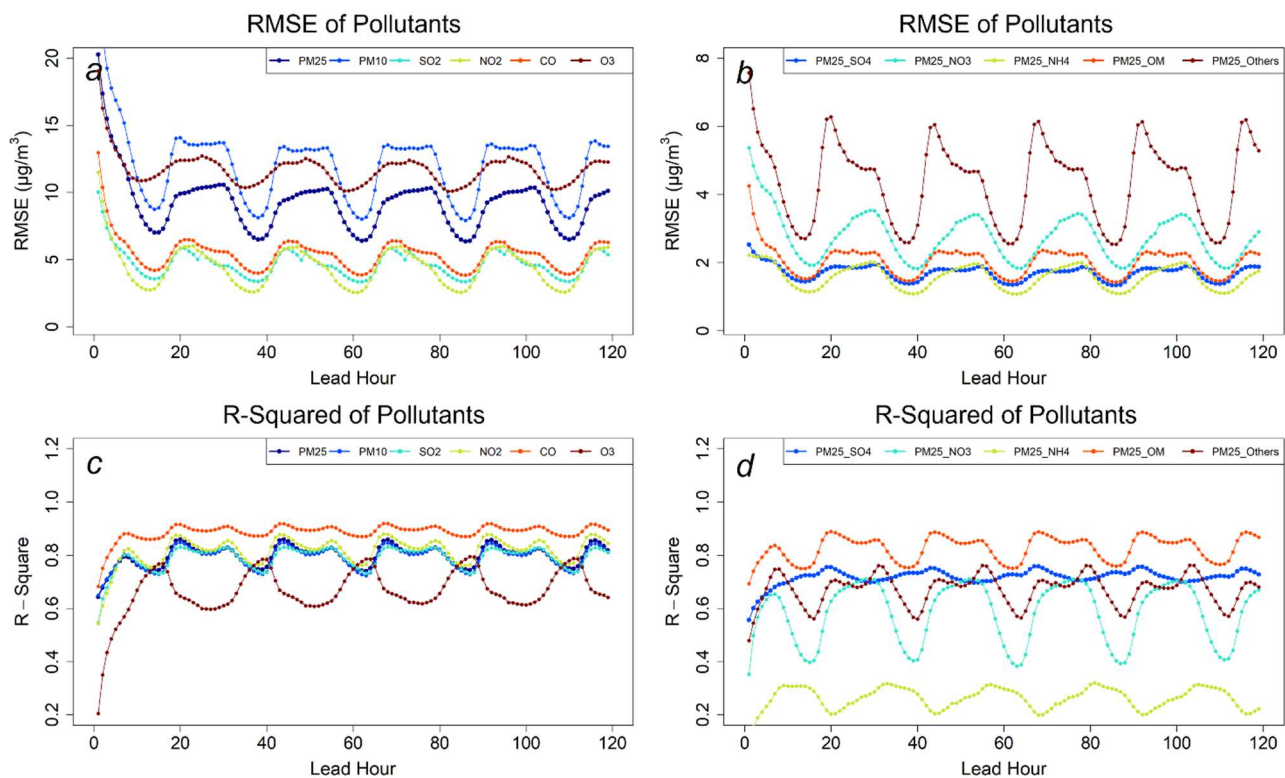 RMSE of Pollutants
a
PM25 PM10 SO2 NO2 CO O3
RMSE (μg/m³)
20
15
10
5
0
0 20 40 60 80 100 120
Lead Hour
RMSE of Pollutants
b
PM25_SO4 PM25_NO3 PM25_NH4 PM25_OM PM25_Others
RMSE (μg/m³)
8
6
4
2
0
0 20 40 60 80 100 120
Lead Hour
R-Squared of Pollutants
c
PM25 PM10 SO2 NO2 CO O3
R – Square
1.2
1.0
0.8
0.6
0.4
0.2
0 20 40 60 80 100 120
Lead Hour
R-Squared of Pollutants
d
PM25_SO4 PM25_NO3 PM25_NH4 PM25_OM PM25_Others
R – Square
1.2
1.0
0.8
0.6
0.4
0.2
0 20 40 60 80 100 120
Lead Hour